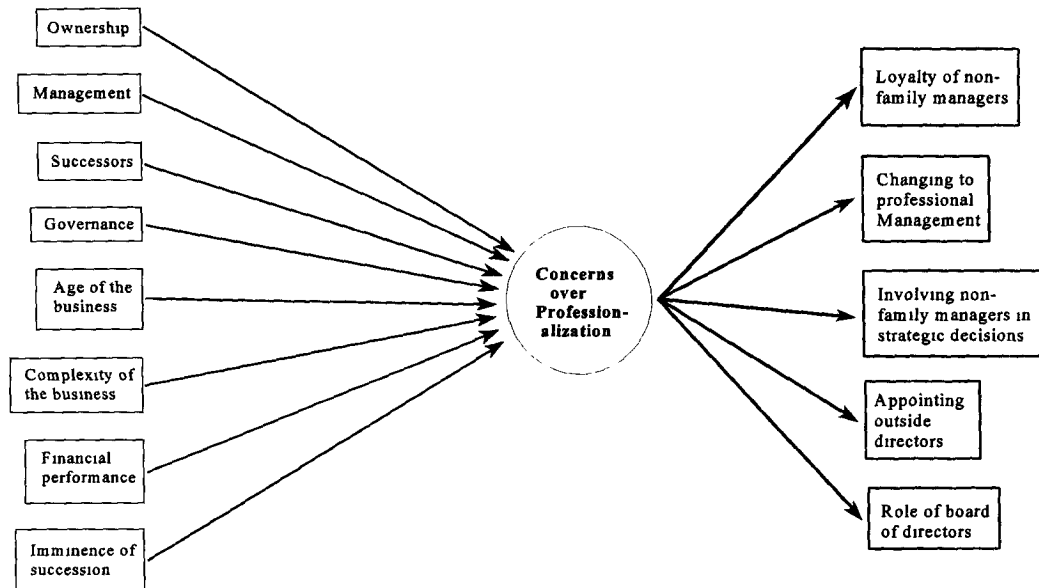 Ownership
Management
Successors
Governance
Age of the
business
Complexity of
the business
Financial
performance
Imminence of
succession
Concerns
over
Profession-
alization
Loyalty of non-
family managers
Changing to
professional
Management
Involving non-
family managers in
strategic decisions
Appointing
outside
directors
Role of board
of directors